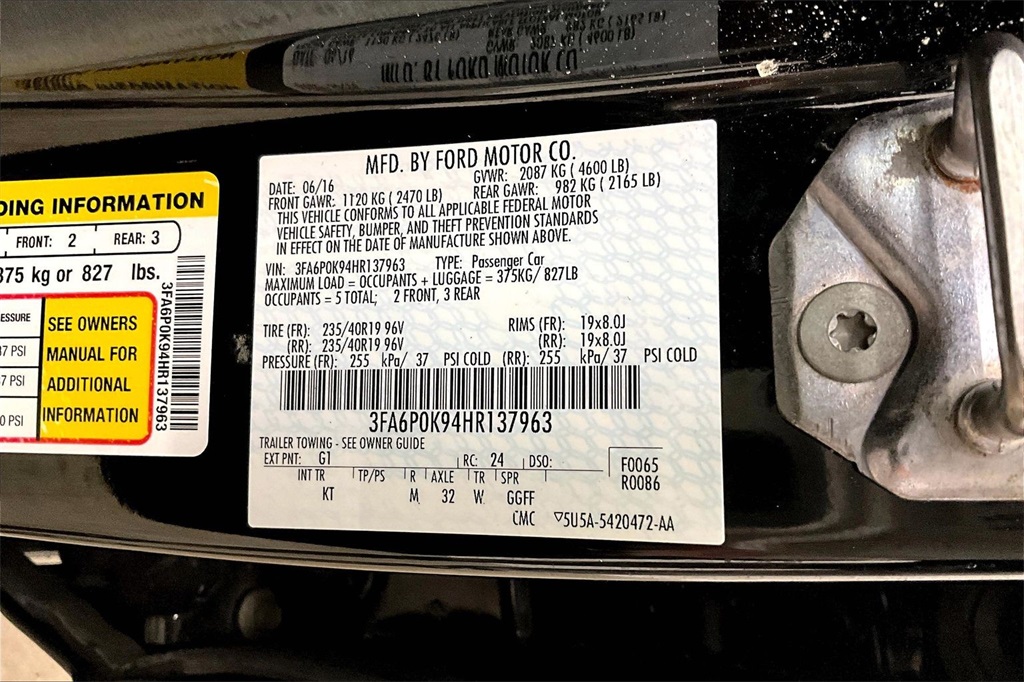 MFD. BY FORD MOTOR CO.
DATE: 06/16 GVWR: 2087 KG ( 4600 LB)
FRONT GAWR: 1120 KG ( 2470 LB) REAR GAWR: 982 KG ( 2165 LB)
THIS VEHICLE CONFORMS TO ALL APPLICABLE FEDERAL MOTOR
VEHICLE SAFETY, BUMPER, AND THEFT PREVENTION STANDARDS
IN EFFECT ON THE DATE OF MANUFACTURE SHOWN ABOVE.
VIN: 3FA6P0K94HR137963 TYPE: Passenger Car
MAXIMUM LOAD = OCCUPANTS + LUGGAGE = 375KG/ 827LB
OCCUPANTS = 5 TOTAL; 2 FRONT, 3 REAR
TIRE (FR): 235/40R19 96V RIMS (FR): 19x8.0J
(RR): 235/40R19 96V (RR): 19x8.0J
PRESSURE (FR): 255 kPa/ 37 PSI COLD (RR): 255 kPa/ 37 PSI COLD
3FA6P0K94HR137963
TRAILER TOWING - SEE OWNER GUIDE
EXT PNT: G1 RC: 24 DSO: F0065
INT TR TP/PS R AXLE TR SPR R0086
KT M 32 W GGFF
CMC ▽5U5A-5420472-AA
DING INFORMATION
FRONT: 2 REAR: 3
375 kg or 827 lbs.
SEE OWNERS
MANUAL FOR
ADDITIONAL
INFORMATION
7 PSI
7 PSI
0 PSI
3FA6P0K94HR137963